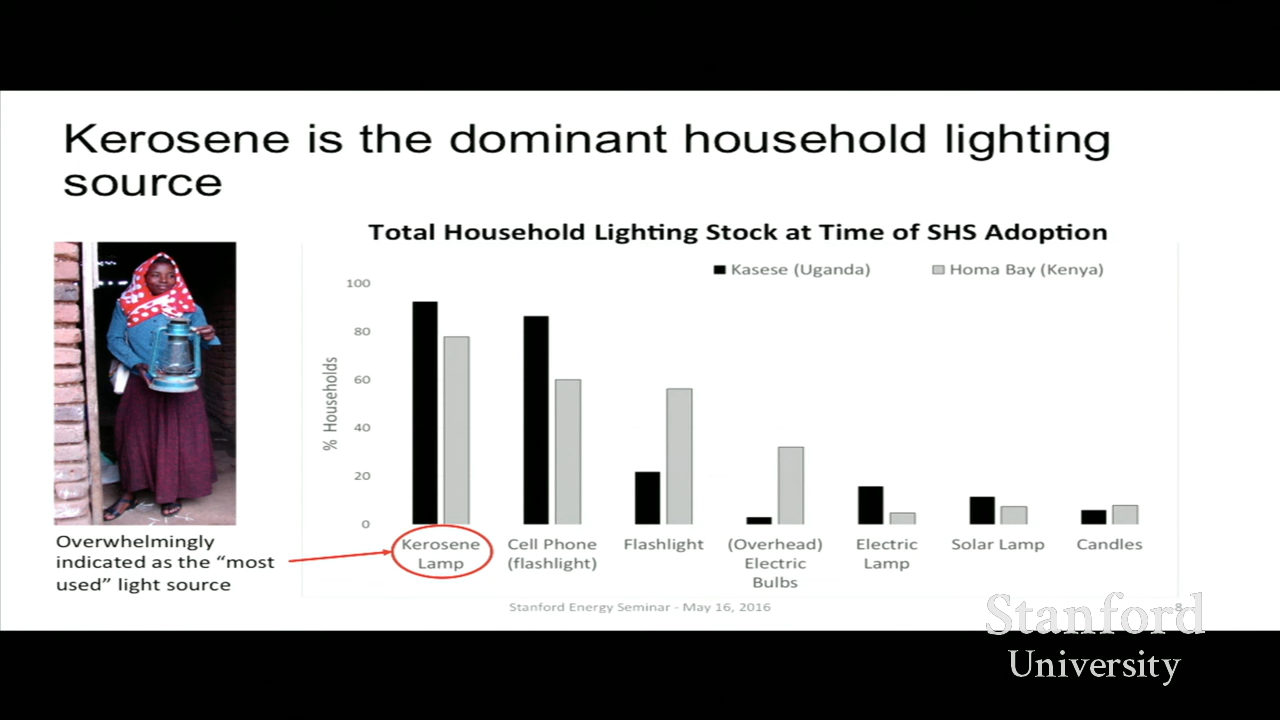 Kerosene is the dominant household lighting
source
Total Household Lighting Stock at Time of SHS Adoption
Kasese (Uganda)
Homa Bay (Kenya)
100
80
60
40
20
0
% Households
Kerosene
Lamp
Cell Phone
(flashlight)
Flashlight
(Overhead)
Electric
Bulbs
Electric
Lamp
Solar Lamp
Candles
Overwhelmingly
indicated as the “most
used” light source
Stanford Energy Seminar - May 16, 2016
8
Stanford
University